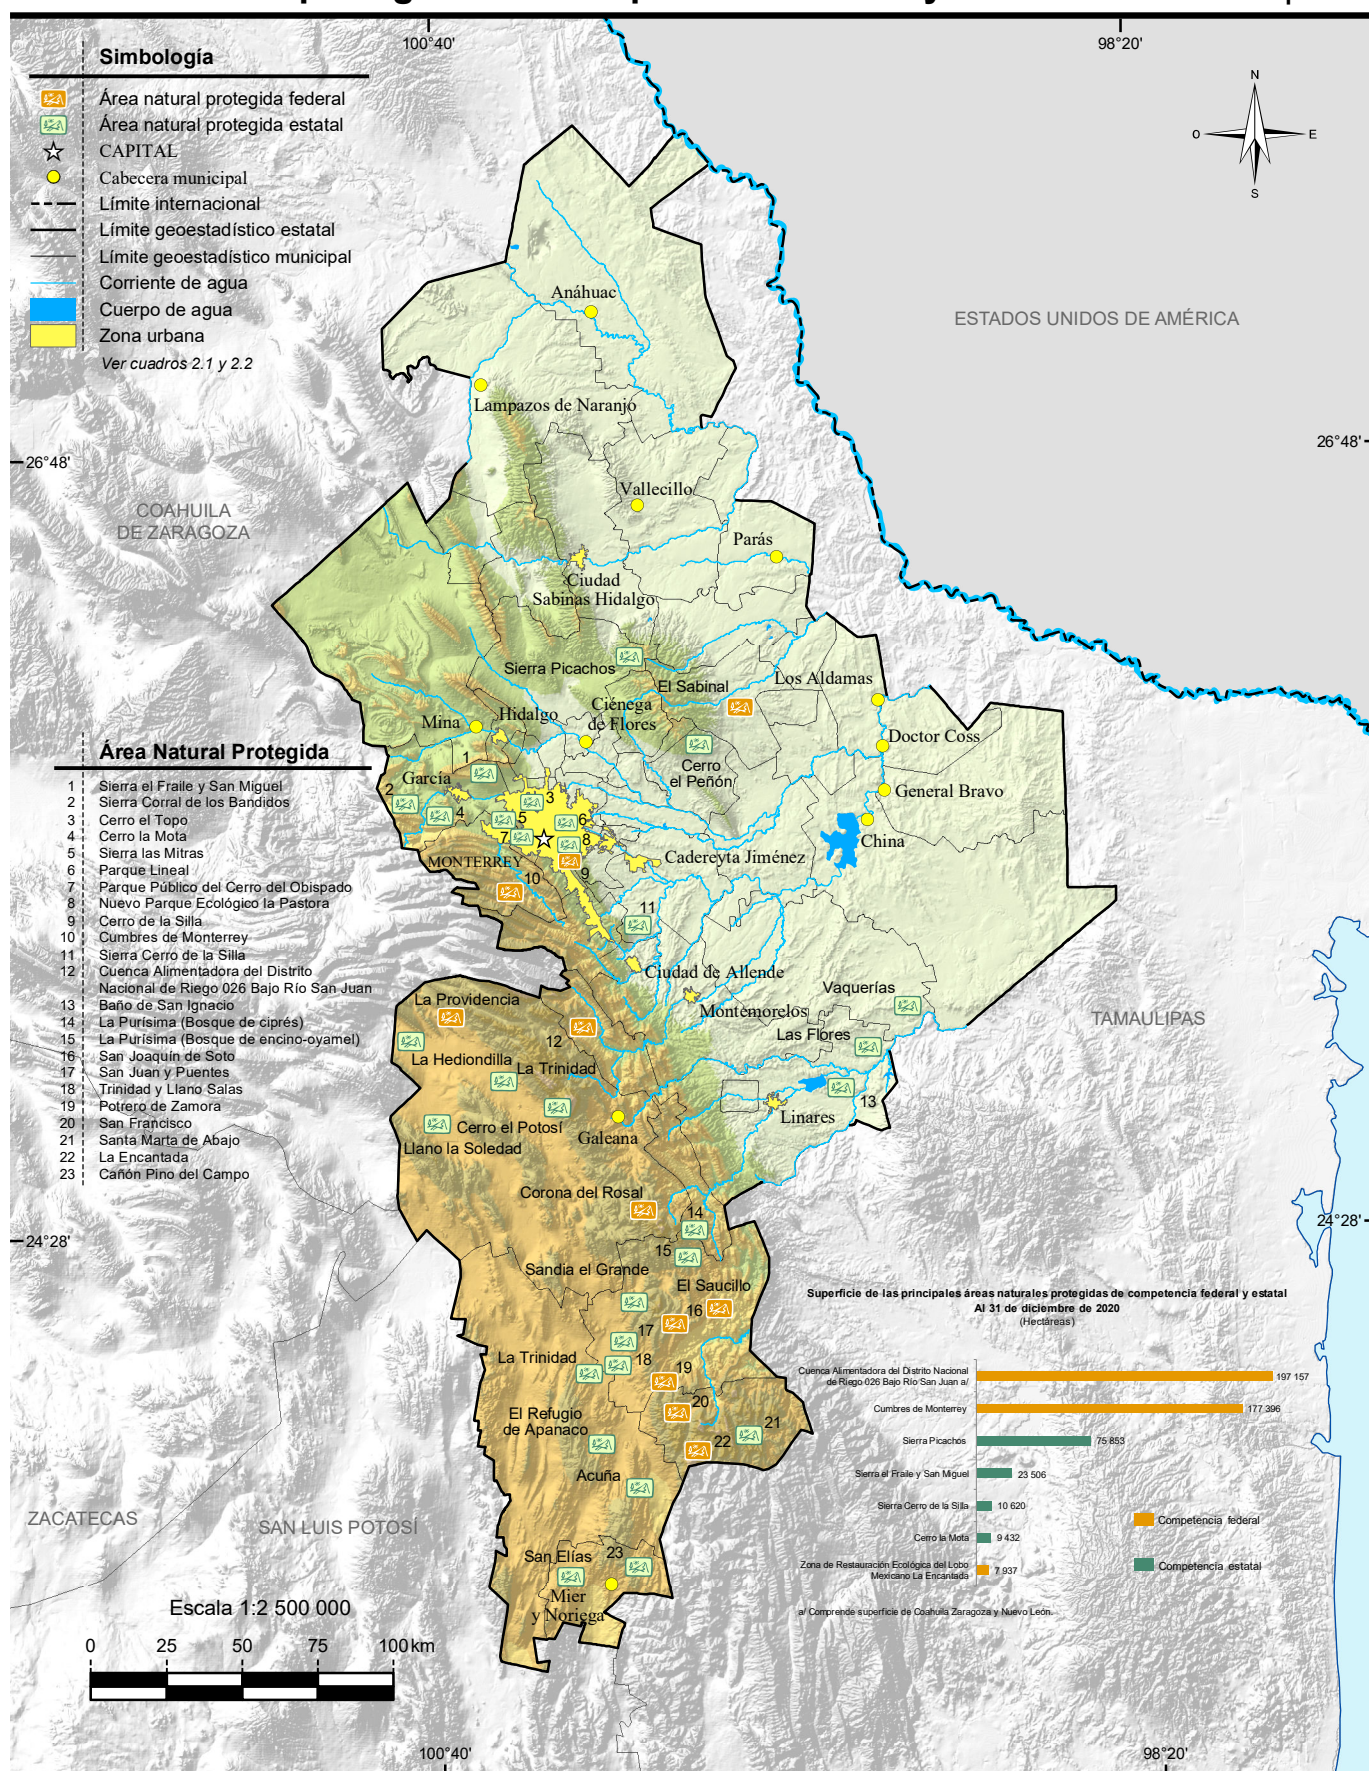 100°40'
98°20'
Simbología
Área natural protegida federal
Área natural protegida estatal
CAPITAL
Cabecera municipal
Límite internacional
Límite geoestadístico estatal
Límite geoestadístico municipal
Corriente de agua
Cuerpo de agua
Zona urbana
Ver cuadros 2.1 y 2.2
N
O
E
S
ESTADOS UNIDOS DE AMÉRICA
Anáhuac
Lampazos de Naranjo
26°48'
26°48'
COAHUILA
DE ZARAGOZA
Vallecillo
Parás
Ciudad
Sabinas Hidalgo
Sierra Picachos
El Sabinal
Los Aldamas
Mina
Hidalgo
Ciénega
de Flores
Doctor Coss
Cerro
el Peñón
General Bravo
China
García
1
2
3
4
5
6
7
8
MONTERREY
9
10
Cadereyta Jiménez
11
Área Natural Protegida
1 Sierra el Fraile y San Miguel
2 Sierra Corral de los Bandidos
3 Cerro el Topo
4 Cerro la Mota
5 Sierra las Mitras
6 Parque Lineal
7 Parque Público del Cerro del Obispado
8 Nuevo Parque Ecológico la Pastora
9 Cerro de la Silla
10 Cumbres de Monterrey
11 Sierra Cerro de la Silla
12 Cuenca Alimentadora del Distrito
Nacional de Riego 026 Bajo Río San Juan
13 Baño de San Ignacio
14 La Purísima (Bosque de ciprés)
15 La Purísima (Bosque de encino-oyamel)
16 San Joaquín de Soto
17 San Juan y Puentes
18 Trinidad y Llano Salas
19 Potrero de Zamora
20 San Francisco
21 Santa Marta de Abajo
22 La Encantada
23 Cañón Pino del Campo
Ciudad de Allende
Vaquerías
Montemorelos
TAMAULIPAS
La Providencia
Las Flores
12
La Hediondilla
La Trinidad
13
Linares
Cerro el Potosí
Galeana
Llano la Soledad
Corona del Rosal
14
24°28'
24°28'
15
Sandia el Grande
El Saucillo
16
17
La Trinidad
18
19
20
El Refugio
de Apanaco
21
22
Acuña
San Elías
23
Mier
y Noriega
ZACATECAS
SAN LUIS POTOSÍ
Superficie de las principales áreas naturales protegidas de competencia federal y estatal
Al 31 de diciembre de 2020
(Hectáreas)
Cuenca Alimentadora del Distrito Nacional
de Riego 026 Bajo Río San Juan a/
197 157
Cumbres de Monterrey
177 396
Sierra Picachos
75 853
Sierra el Fraile y San Miguel
23 506
Sierra Cerro de la Silla
10 620
Cerro la Mota
9 432
Zona de Restauración Ecológica del Lobo
Mexicano La Encantada
7 937
Competencia federal
Competencia estatal
a/ Comprende superficie de Coahuila Zaragoza y Nuevo León.
Escala 1:2 500 000
0 25 50 75 100 km
100°40'
98°20'